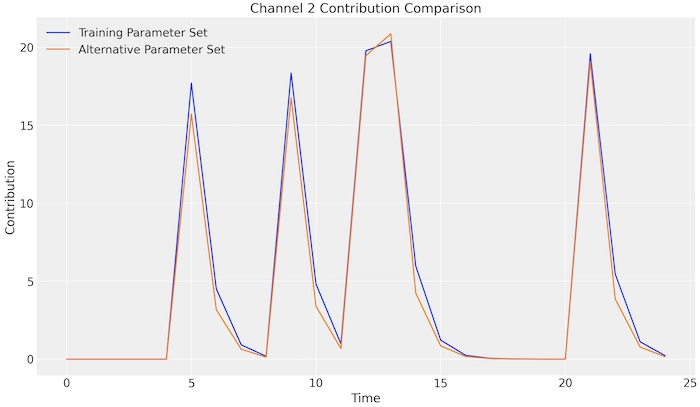 Channel 2 Contribution Comparison
Training Parameter Set
Alternative Parameter Set
20
15
10
5
0
Contribution
0 5 10 15 20 25
Time